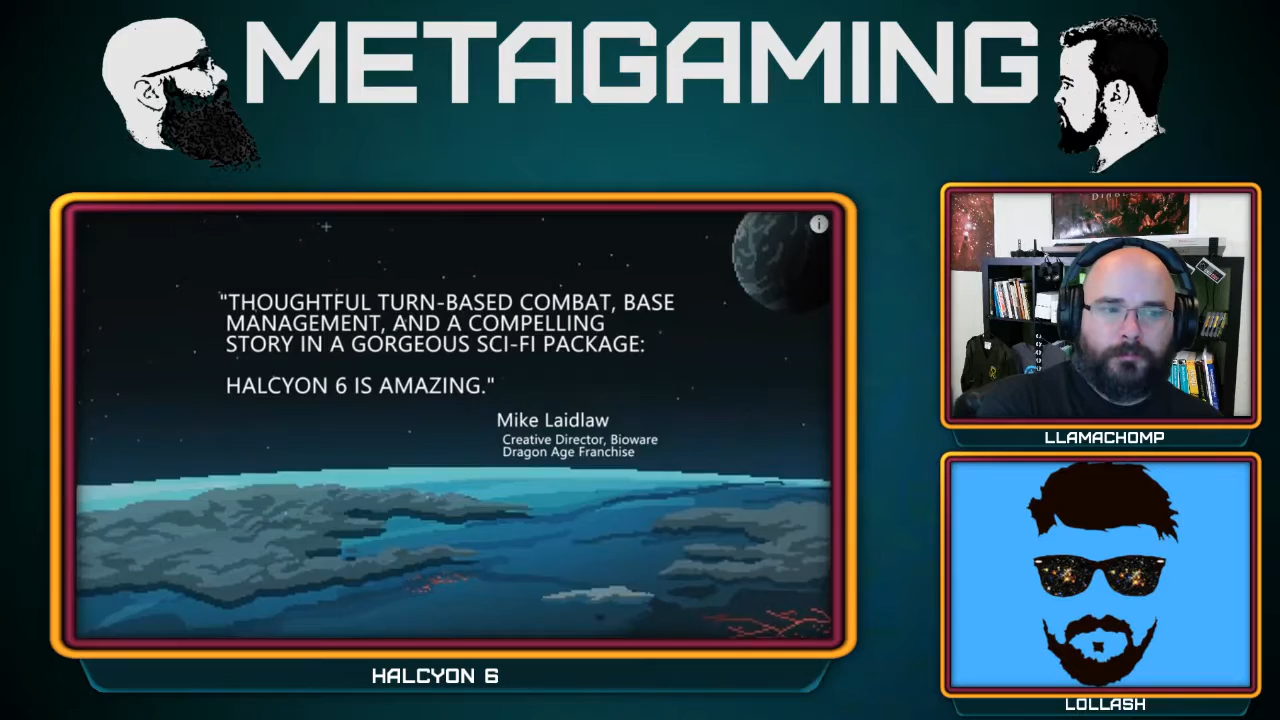 METAGAMING
"THOUGHTFUL TURN-BASED COMBAT, BASE
MANAGEMENT, AND A COMPELLING
STORY IN A GORGEOUS SCI-FI PACKAGE:
HALCYON 6 IS AMAZING."
Mike Laidlaw
Creative Director, Bioware
Dragon Age Franchise
HALCYON 6
DIABLO
LLAMACHOMP
LOLLASH